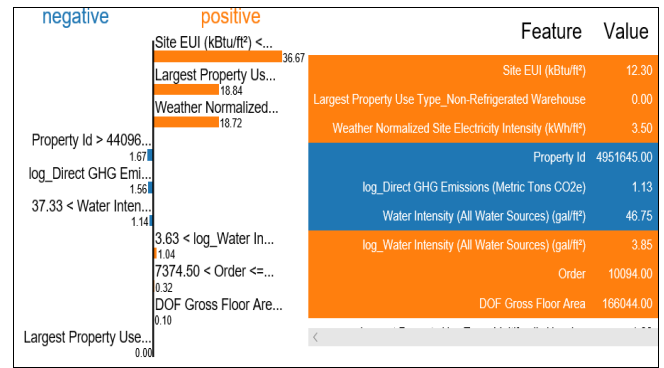 negative
positive
Site EUI (kBtu/ft²) <...
36.67
Largest Property Us...
18.84
Weather Normalized...
18.72
Property Id > 44096...
1.67
log_Direct GHG Emi...
1.56
37.33 < Water Inten...
1.14
3.63 < log_Water In...
1.04
7374.50 < Order <=...
0.32
DOF Gross Floor Are...
0.10
Largest Property Use...
0.00
Feature Value
Site EUI (kBtu/ft²) 12.30
Largest Property Use Type_Non-Refrigerated Warehouse 0.00
Weather Normalized Site Electricity Intensity (kWh/ft²) 3.50
Property Id 4951645.00
log_Direct GHG Emissions (Metric Tons CO2e) 1.13
Water Intensity (All Water Sources) (gal/ft²) 46.75
log_Water Intensity (All Water Sources) (gal/ft²) 3.85
Order 10094.00
DOF Gross Floor Area 166044.00